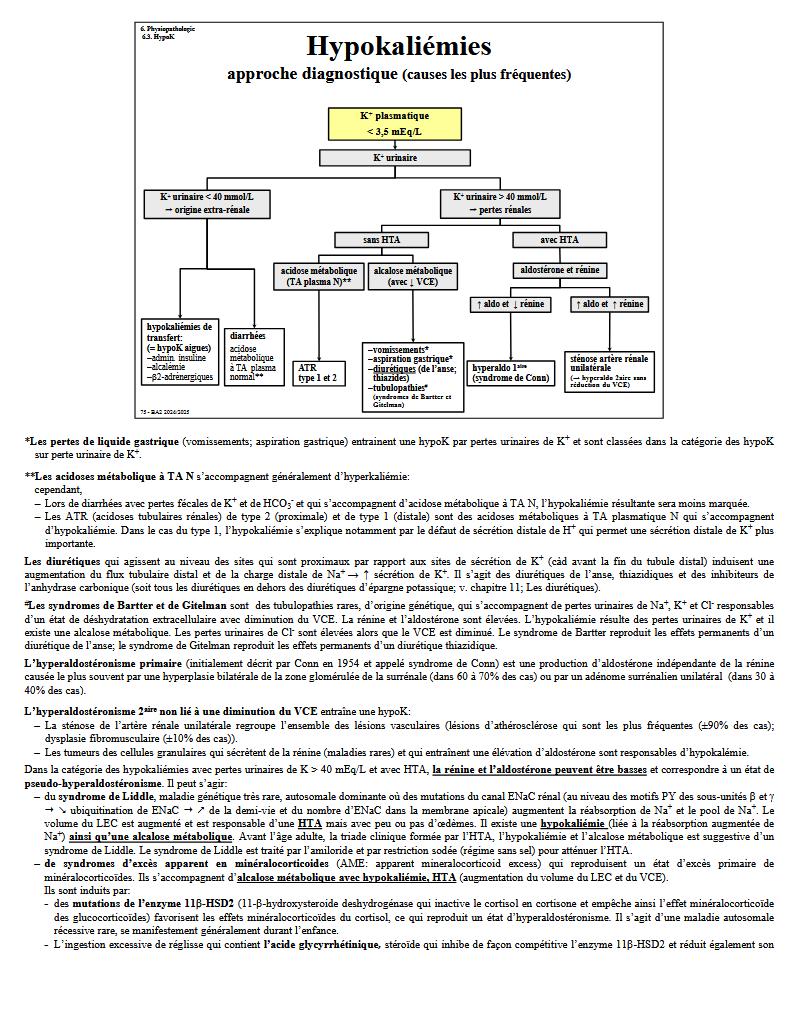 6. Physiopathologie
6.3. HypoK
Hypokaliémies
approche diagnostique (causes les plus fréquentes)
K⁺ plasmatique
< 3,5 mEq/L
K⁺ urinaire
K⁺ urinaire < 40 mmol/L
→ origine extra-rénale
K⁺ urinaire > 40 mmol/L
→ pertes rénales
sans HTA
avec HTA
acidose métabolique
(TA plasma N)**
alcalose métabolique
(avec ↓ VCE)
aldostérone et rénine
↑ aldo et ↓ rénine
↑ aldo et ↑ rénine
hypokaliémies de
transfert:
(= hypoK aigues)
–admin. insuline
–alcalémie
–β2-adrénergiques
diarrhées
acidose
métabolique
à TA plasma
normal**
ATR
type 1 et 2
–vomissements*
–aspiration gastrique*
–diurétiques (de l'anse;
thiazides)
–tubulopathies#
(syndromes de Bartter et
Gitelman)
hyperaldo 1aire
(syndrome de Conn)
sténose artère rénale
unilatérale
(→ hyperaldo 2aire sans
réduction du VCE)
75 - BA2 2024/2025
*Les pertes de liquide gastrique (vomissements; aspiration gastrique) entrainent une hypoK par pertes urinaires de K⁺ et sont classées dans la catégorie des hypoK
sur perte urinaire de K⁺.
**Les acidoses métabolique à TA N s'accompagnent généralement d'hyperkaliémie:
cependant,
– Lors de diarrhées avec pertes fécales de K⁺ et de HCO₃⁻ et qui s'accompagnent d'acidose métabolique à TA N, l'hypokaliémie résultante sera moins marquée.
– Les ATR (acidoses tubulaires rénales) de type 2 (proximale) et de type 1 (distale) sont des acidoses métaboliques à TA plasmatique N qui s'accompagnent
d'hypokaliémie. Dans le cas du type 1, l'hypokaliémie s'explique notamment par le défaut de sécrétion distale de H⁺ qui permet une sécrétion distale de K⁺ plus
importante.
Les diurétiques qui agissent au niveau des sites qui sont proximaux par rapport aux sites de sécrétion de K⁺ (càd avant la fin du tubule distal) induisent une
augmentation du flux tubulaire distal et de la charge distale de Na⁺ → ↑ sécrétion de K⁺. Il s'agit des diurétiques de l'anse, thiazidiques et des inhibiteurs de
l'anhydrase carbonique (soit tous les diurétiques en dehors des diurétiques d'épargne potassique; v. chapitre 11; Les diurétiques).
#Les syndromes de Bartter et de Gitelman sont des tubulopathies rares, d'origine génétique, qui s'accompagnent de pertes urinaires de Na⁺, K⁺ et Cl⁻ responsables
d'un état de déshydratation extracellulaire avec diminution du VCE. La rénine et l'aldostérone sont élevées. L'hypokaliémie résulte des pertes urinaires de K⁺ et il
existe une alcalose métabolique. Les pertes urinaires de Cl⁻ sont élevées alors que le VCE est diminué. Le syndrome de Bartter reproduit les effets permanents d'un
diurétique de l'anse; le syndrome de Gitelman reproduit les effets permanents d'un diurétique thiazidique.
L'hyperaldostéronisme primaire (initialement décrit par Conn en 1954 et appelé syndrome de Conn) est une production d'aldostérone indépendante de la rénine
causée le plus souvent par une hyperplasie bilatérale de la zone glomérulée de la surrénale (dans 60 à 70% des cas) ou par un adénome surrénalien unilatéral (dans 30 à
40% des cas).
L'hyperaldostéronisme 2aire non lié à une diminution du VCE entraîne une hypoK:
– La sténose de l'artère rénale unilatérale regroupe l'ensemble des lésions vasculaires (lésions d'athérosclérose qui sont les plus fréquentes (±90% des cas);
dysplasie fibromusculaire (±10% des cas)).
– Les tumeurs des cellules granulaires qui sécrètent de la rénine (maladies rares) et qui entraînent une élévation d'aldostérone sont responsables d'hypokalémie.
Dans la catégorie des hypokaliémies avec pertes urinaires de K > 40 mEq/L et avec HTA, la rénine et l'aldostérone peuvent être basses et correspondre à un état de
pseudo-hyperaldostéronisme. Il peut s'agir:
– du syndrome de Liddle, maladie génétique très rare, autosomale dominante où des mutations du canal ENaC rénal (au niveau des motifs PY des sous-unités β et γ
→ ↘ ubiquitination de ENaC → ↗ de la demi-vie et du nombre d'ENaC dans la membrane apicale) augmentent la réabsorption de Na⁺ et le pool de Na⁺. Le
volume du LEC est augmenté et est responsable d'une HTA mais avec peu ou pas d'œdèmes. Il existe une hypokaliémie (liée à la réabsorption augmentée de
Na⁺) ainsi qu'une alcalose métabolique. Avant l'âge adulte, la triade clinique formée par l'HTA, l'hypokaliémie et l'alcalose métabolique est suggestive d'un
syndrome de Liddle. Le syndrome de Liddle est traité par l'amiloride et par restriction sodée (régime sans sel) pour atténuer l'HTA.
– de syndromes d'excès apparent en minéralocorticoides (AME: apparent mineralocorticoid excess) qui reproduisent un état d'excès primaire de
minéralocorticoïdes. Ils s'accompagnent d'alcalose métabolique avec hypokaliémie, HTA (augmentation du volume du LEC et du VCE).
Ils sont induits par:
- des mutations de l'enzyme 11β-HSD2 (11-β-hydroxysteroide deshydrogénase qui inactive le cortisol en cortisone et empêche ainsi l'effet minéralocorticoïde
des glucocorticoïdes) favorisent les effets minéralocorticoïdes du cortisol, ce qui reproduit un état d'hyperaldostéronisme. Il s'agit d'une maladie autosomale
récessive rare, se manifestement généralement durant l'enfance.
- L'ingestion excessive de réglisse qui contient l'acide glycyrrhétinique, stéroïde qui inhibe de façon compétitive l'enzyme 11β-HSD2 et réduit également son